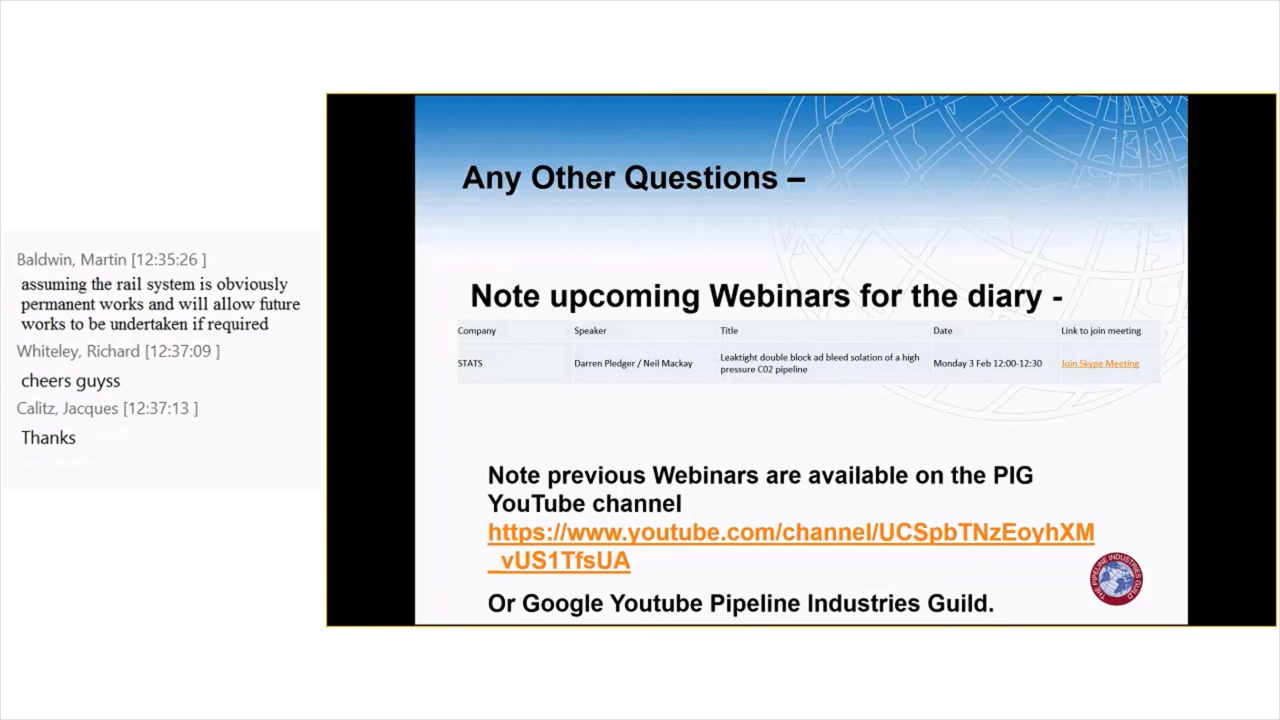 Baldwin, Martin [12:35:26 ]
assuming the rail system is obviously
permanent works and will allow future
works to be undertaken if required
Whiteley, Richard [12:37:09 ]
cheers guyss
Calitz, Jacques [12:37:13 ]
Thanks
Any Other Questions –
Note upcoming Webinars for the diary -
Company Speaker Title Date Link to join meeting
STATS Darren Pledger / Neil Mackay Leaktight double block ad bleed solation of a high Monday 3 Feb 12:00-12:30 Join Skype Meeting
pressure C02 pipeline
Note previous Webinars are available on the PIG
YouTube channel
https://www.youtube.com/channel/UCSpbTNzEoyhXM
_vUS1TfsUA
Or Google Youtube Pipeline Industries Guild.
THE PIPELINE INDUSTRIES GUILD